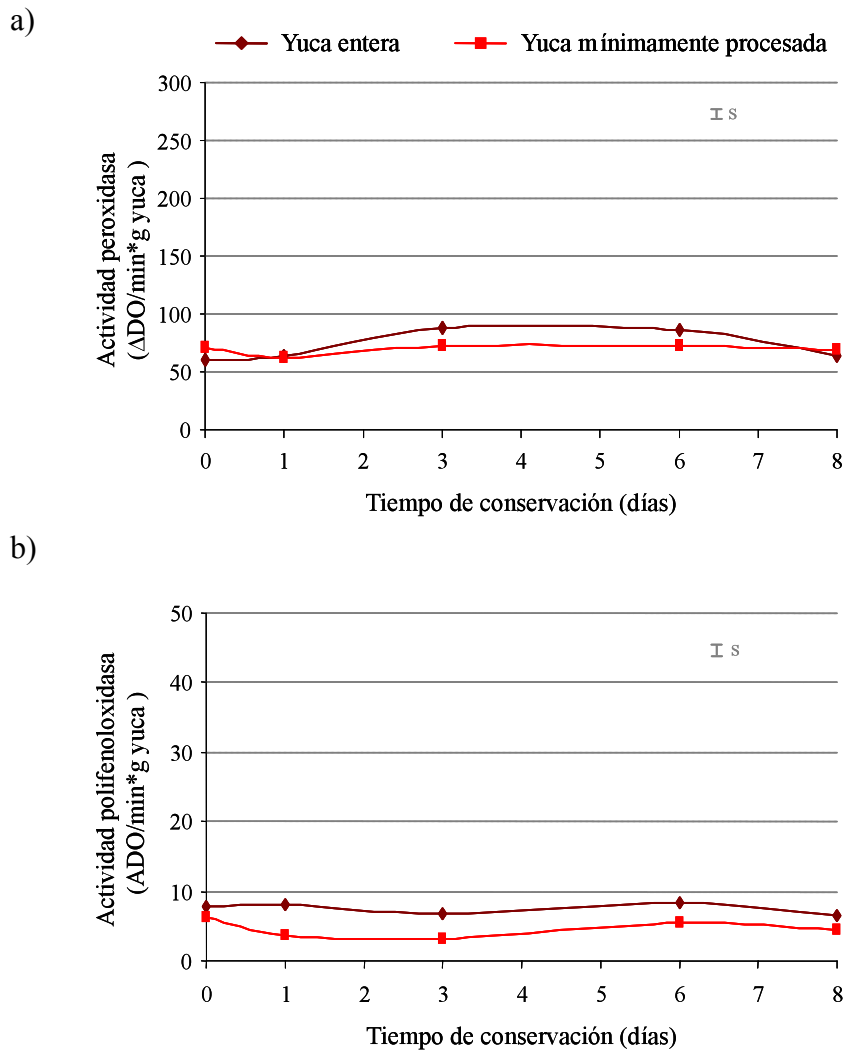 a)
Yuca entera
Yuca mínimamente procesada
300
250
200
150
100
50
0
s
Actividad peroxidasa
(ΔDO/min*g yuca )
0 1 2 3 4 5 6 7 8
Tiempo de conservación (días)
b)
50
40
30
20
10
0
s
Actividad polifenoloxidasa
(ADO/min*g yuca )
0 1 2 3 4 5 6 7 8
Tiempo de conservación (días)